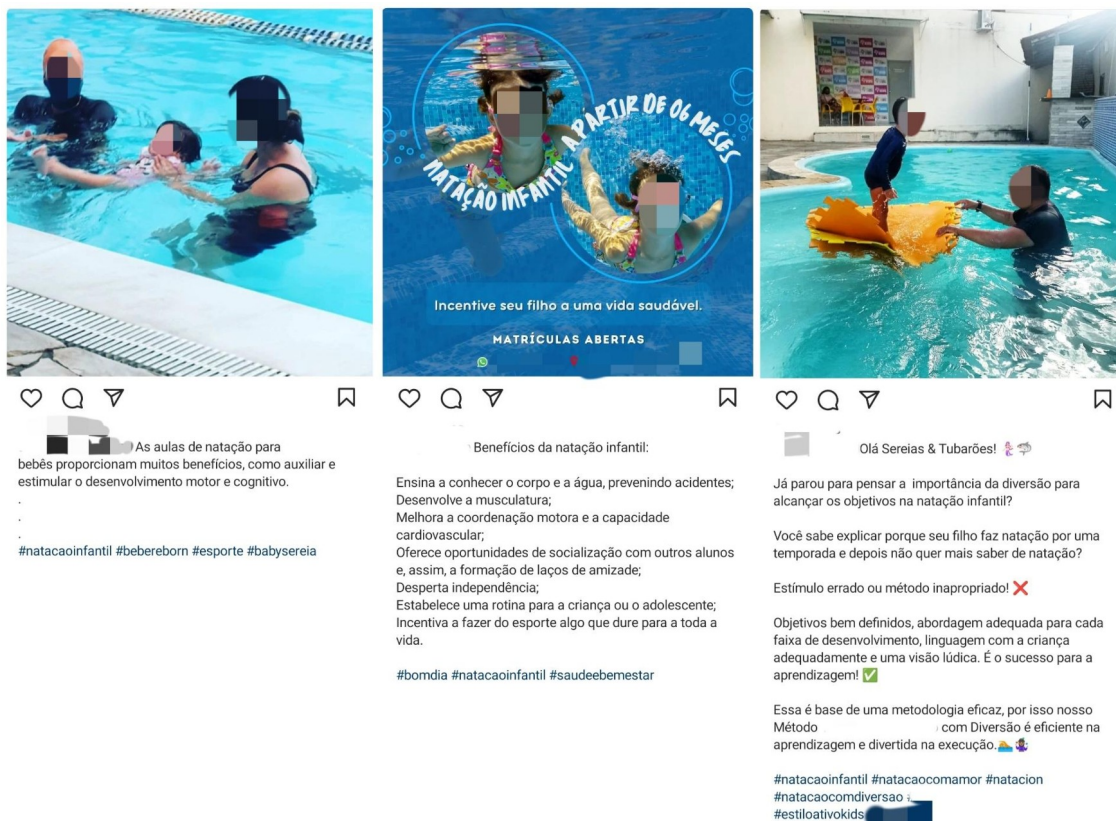 As aulas de natação para
bebês proporcionam muitos benefícios, como auxiliar e
estimular o desenvolvimento motor e cognitivo.
.
.
.
#natacaoinfantil #bebereborn #esporte #babysereia
NATAÇÃO INFANTIL A PARTIR DE 06 MESES
Incentive seu filho a uma vida saudável.
MATRÍCULAS ABERTAS
Benefícios da natação infantil:
Ensina a conhecer o corpo e a água, prevenindo acidentes;
Desenvolve a musculatura;
Melhora a coordenação motora e a capacidade
cardiovascular;
Oferece oportunidades de socialização com outros alunos
e, assim, a formação de laços de amizade;
Desperta independência;
Estabelece uma rotina para a criança ou o adolescente;
Incentiva a fazer do esporte algo que dure para a toda a
vida.
#bomdia #natacaoinfantil #saudeebemestar
Olá Sereias & Tubarões! 🧜‍♀️🦈
Já parou para pensar a importância da diversão para
alcançar os objetivos na natação infantil?
Você sabe explicar porque seu filho faz natação por uma
temporada e depois não quer mais saber de natação?
Estímulo errado ou método inapropriado! ❌
Objetivos bem definidos, abordagem adequada para cada
faixa de desenvolvimento, linguagem com a criança
adequadamente e uma visão lúdica. É o sucesso para a
aprendizagem! ✅
Essa é base de uma metodologia eficaz, por isso nosso
Método com Diversão é eficiente na
aprendizagem e divertida na execução.
#natacaoinfantil #natacaocomamor #natacion
#natacaocomdiversao
#estiloativokids